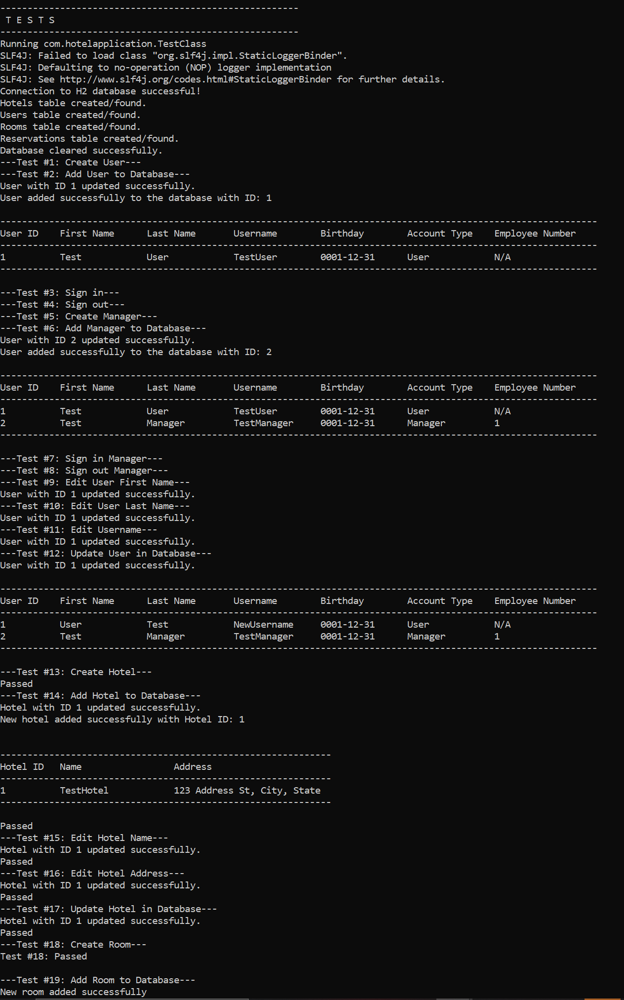 -------------------------------------------------------
 T E S T S
-------------------------------------------------------
Running com.hotelapplication.TestClass
SLF4J: Failed to load class "org.slf4j.impl.StaticLoggerBinder".
SLF4J: Defaulting to no-operation (NOP) logger implementation
SLF4J: See http://www.slf4j.org/codes.html#StaticLoggerBinder for further details.
Connection to H2 database successful!
Hotels table created/found.
Users table created/found.
Rooms table created/found.
Reservations table created/found.
Database cleared successfully.
---Test #1: Create User---
---Test #2: Add User to Database---
User with ID 1 updated successfully.
User added successfully to the database with ID: 1

--------------------------------------------------------------------------------------------------------------
User ID    First Name      Last Name       Username        Birthday        Account Type    Employee Number
--------------------------------------------------------------------------------------------------------------
1          Test            User            TestUser        0001-12-31      User            N/A
--------------------------------------------------------------------------------------------------------------

---Test #3: Sign in---
---Test #4: Sign out---
---Test #5: Create Manager---
---Test #6: Add Manager to Database---
User with ID 2 updated successfully.
User added successfully to the database with ID: 2

--------------------------------------------------------------------------------------------------------------
User ID    First Name      Last Name       Username        Birthday        Account Type    Employee Number
--------------------------------------------------------------------------------------------------------------
1          Test            User            TestUser        0001-12-31      User            N/A
2          Test            Manager         TestManager     0001-12-31      Manager         1
--------------------------------------------------------------------------------------------------------------

---Test #7: Sign in Manager---
---Test #8: Sign out Manager---
---Test #9: Edit User First Name---
User with ID 1 updated successfully.
---Test #10: Edit User Last Name---
User with ID 1 updated successfully.
---Test #11: Edit Username---
User with ID 1 updated successfully.
---Test #12: Update User in Database---
User with ID 1 updated successfully.

--------------------------------------------------------------------------------------------------------------
User ID    First Name      Last Name       Username        Birthday        Account Type    Employee Number
--------------------------------------------------------------------------------------------------------------
1          User            Test            NewUsername     0001-12-31      User            N/A
2          Test            Manager         TestManager     0001-12-31      Manager         1
--------------------------------------------------------------------------------------------------------------

---Test #13: Create Hotel---
Passed
---Test #14: Add Hotel to Database---
Hotel with ID 1 updated successfully.
New hotel added successfully with Hotel ID: 1


-------------------------------------------------------------
Hotel ID   Name                 Address
-------------------------------------------------------------
1          TestHotel            123 Address St, City, State
-------------------------------------------------------------

Passed
---Test #15: Edit Hotel Name---
Hotel with ID 1 updated successfully.
Passed
---Test #16: Edit Hotel Address---
Hotel with ID 1 updated successfully.
Passed
---Test #17: Update Hotel in Database---
Hotel with ID 1 updated successfully.
Passed
---Test #18: Create Room---
Test #18: Passed

---Test #19: Add Room to Database---
New room added successfully